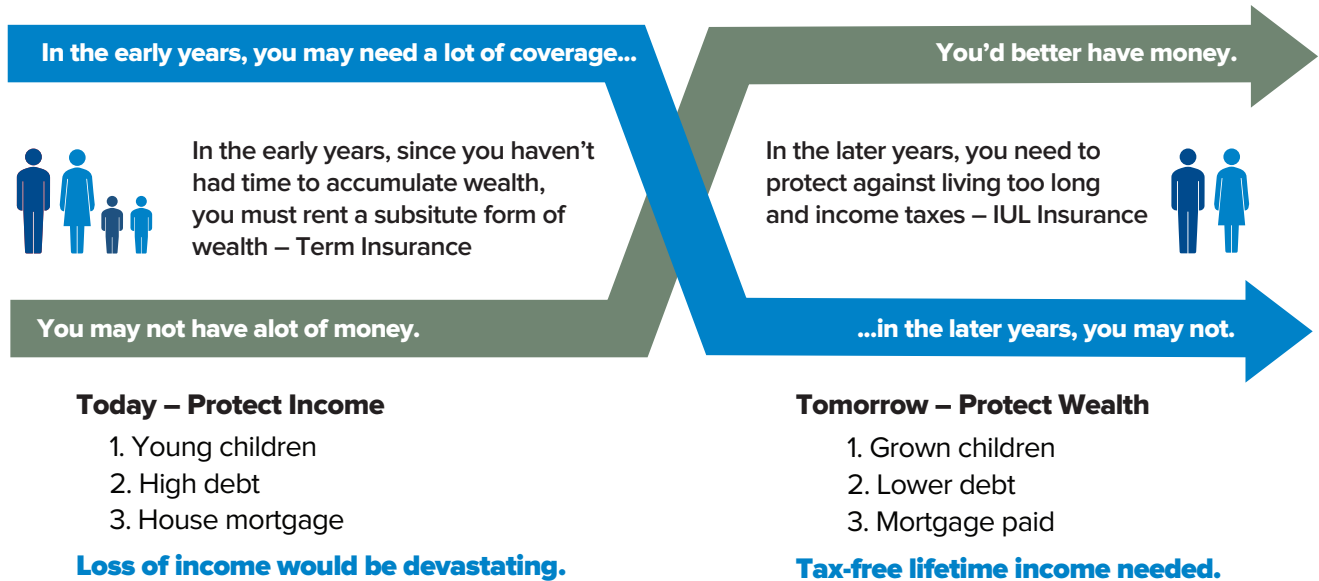 In the early years, you may need a lot of coverage...
You'd better have money.
In the early years, since you haven't
had time to accumulate wealth,
you must rent a subsitute form of
wealth – Term Insurance
In the later years, you need to
protect against living too long
and income taxes – IUL Insurance
You may not have alot of money.
...in the later years, you may not.
Today – Protect Income
1. Young children
2. High debt
3. House mortgage
Loss of income would be devastating.
Tomorrow – Protect Wealth
1. Grown children
2. Lower debt
3. Mortgage paid
Tax-free lifetime income needed.